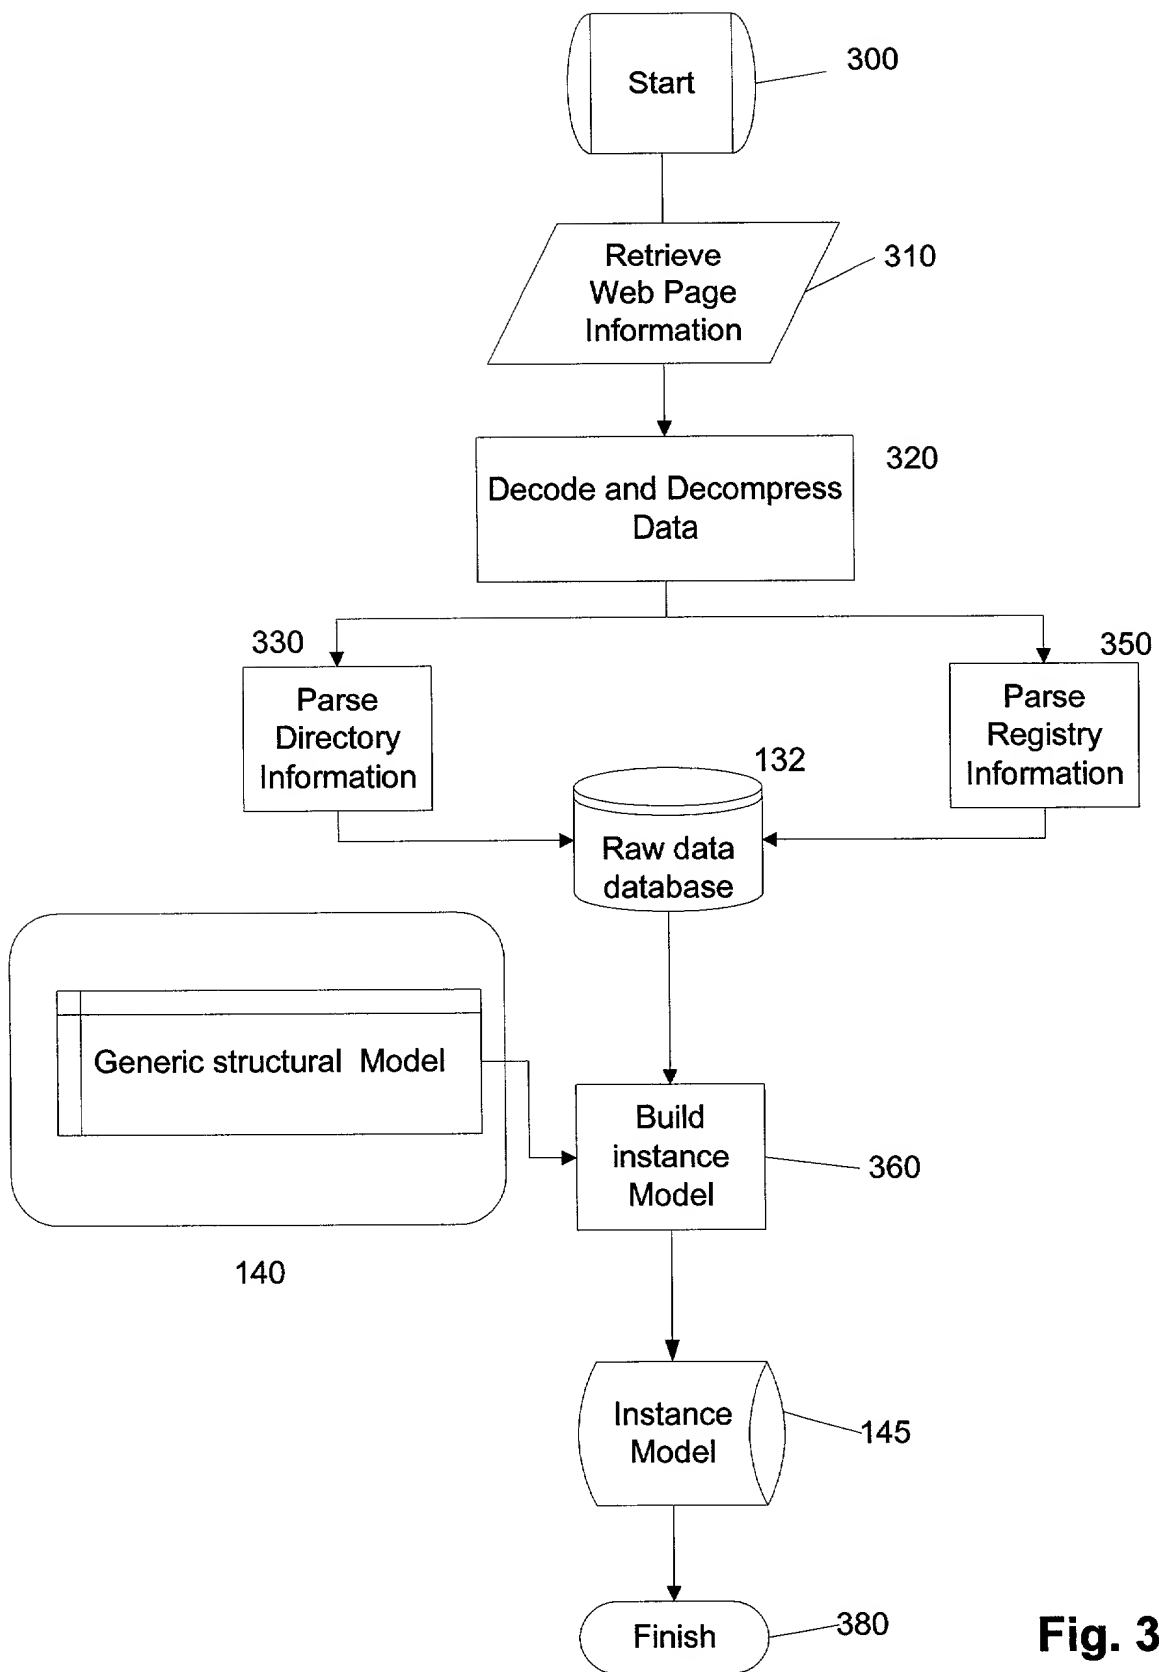 Start
300
Retrieve
Web Page
Information
310
Decode and Decompress
Data
320
330
Parse
Directory
Information
350
Parse
Registry
Information
132
Raw data
database
Generic structural Model
140
Build
instance
Model
360
Instance
Model
145
Finish
380
Fig. 3